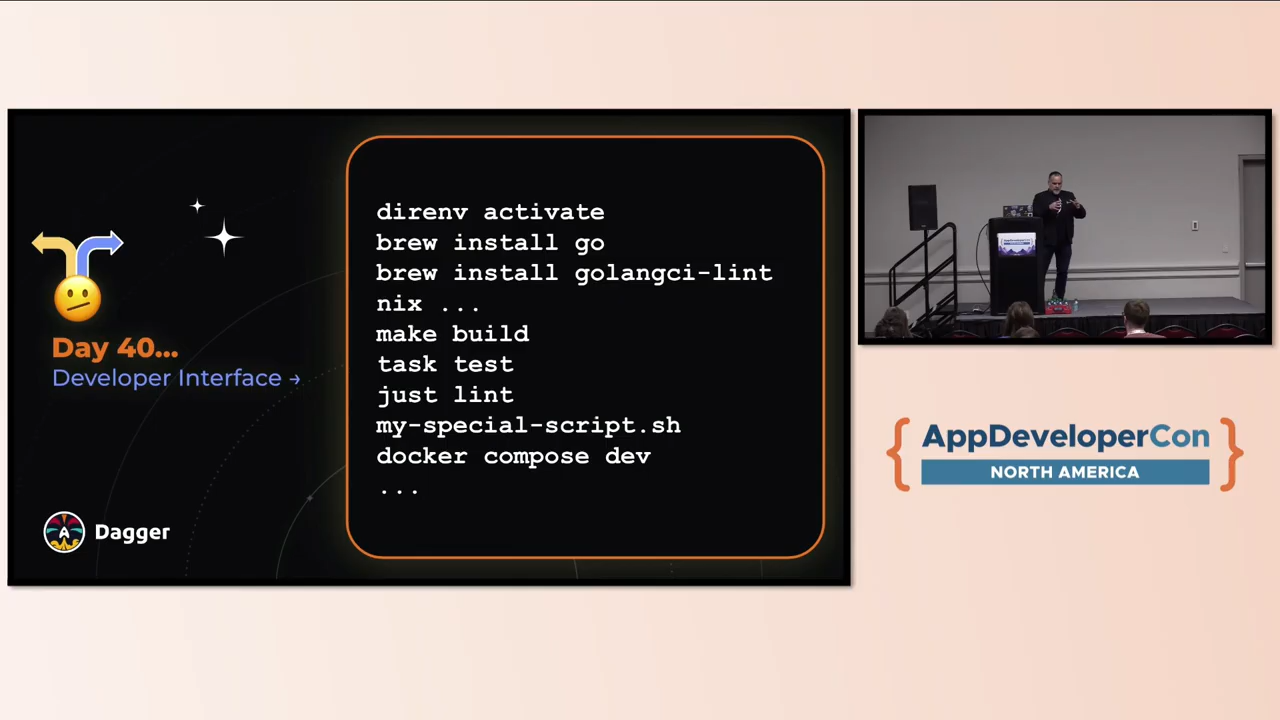 Day 40...
Developer Interface →
Dagger
direnv activate
brew install go
brew install golangci-lint
nix ...
make build
task test
just lint
my-special-script.sh
docker compose dev
...
AppDeveloperCon
NORTH AMERICA